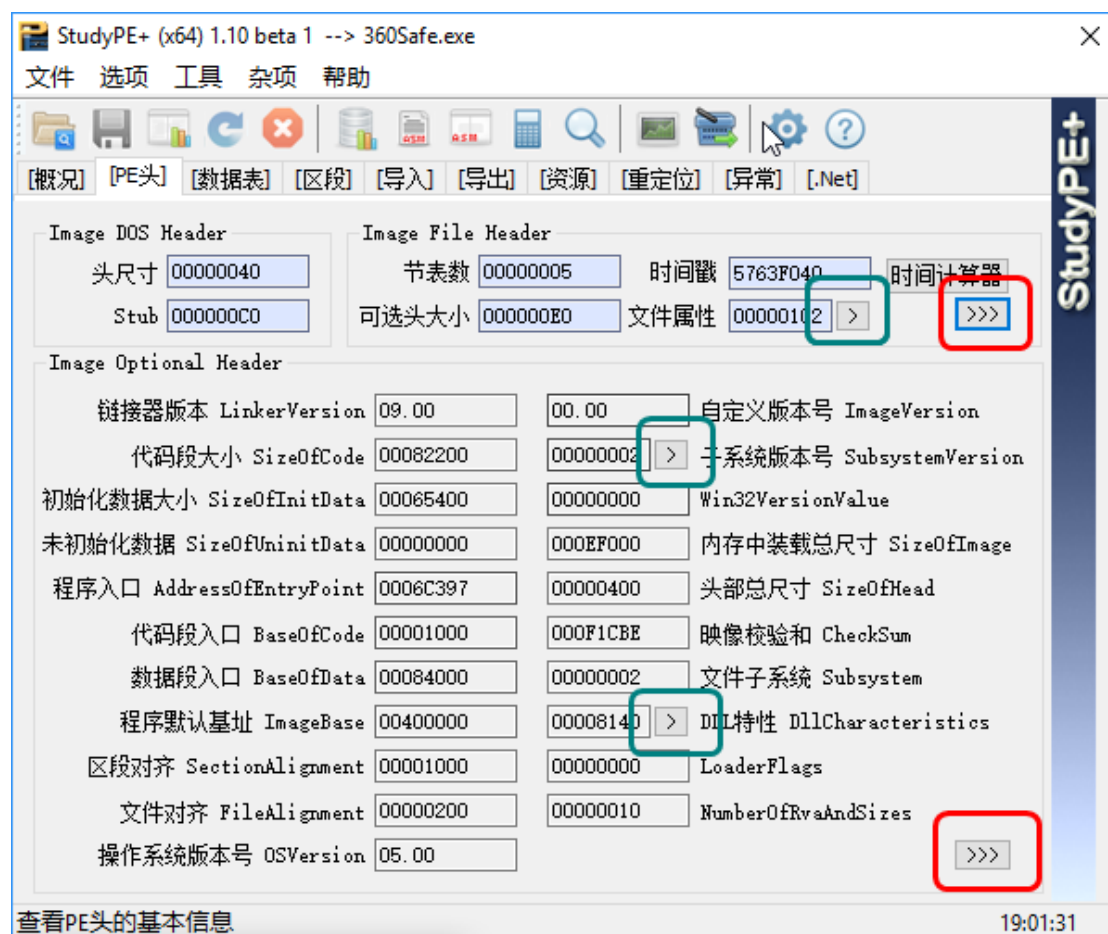 StudyPE+ (x64) 1.10 beta 1 --> 360Safe.exe
文件 选项 工具 杂项 帮助
ASM ASM
[概况] [PE头] [数据表] [区段] [导入] [导出] [资源] [重定位] [异常] [.Net]
StudyPE+
Image DOS Header Image File Header
头尺寸 00000040 节表数 00000005 时间戳 5763F040 时间计算器
Stub 000000C0 可选头大小 000000E0 文件属性 00000102 > >>>
Image Optional Header
链接器版本 LinkerVersion 09.00 00.00 自定义版本号 ImageVersion
代码段大小 SizeOfCode 00082200 00000002 > 子系统版本号 SubsystemVersion
初始化数据大小 SizeOfInitData 00065400 00000000 Win32VersionValue
未初始化数据 SizeOfUninitData 00000000 000EF000 内存中装载总尺寸 SizeOfImage
程序入口 AddressOfEntryPoint 0006C397 00000400 头部总尺寸 SizeOfHead
代码段入口 BaseOfCode 00001000 000F1CBE 映像校验和 CheckSum
数据段入口 BaseOfData 00084000 00000002 文件子系统 Subsystem
程序默认基址 ImageBase 00400000 00008140 > DLL特性 DllCharacteristics
区段对齐 SectionAlignment 00001000 00000000 LoaderFlags
文件对齐 FileAlignment 00000200 00000010 NumberOfRvaAndSizes
操作系统版本号 OSVersion 05.00 >>>
查看PE头的基本信息 19:01:31